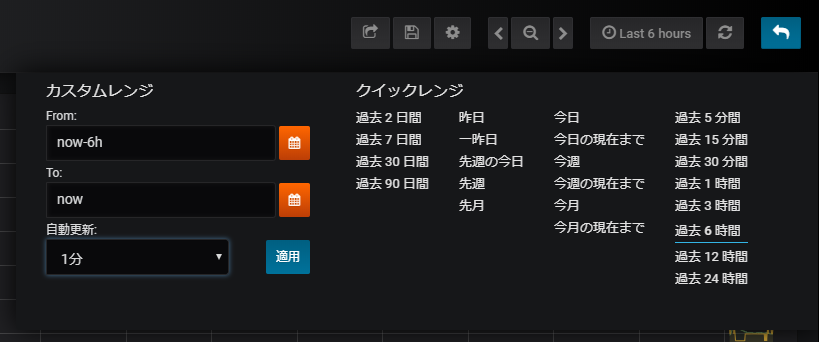 Last 6 hours
カスタムレンジ
From:
now-6h
To:
now
自動更新:
1分
適用
クイックレンジ
過去 2 日間
過去 7 日間
過去 30 日間
過去 90 日間
昨日
一昨日
先週の今日
先週
先月
今日
今日の現在まで
今週
今週の現在まで
今月
今月の現在まで
過去 5 分間
過去 15 分間
過去 30 分間
過去 1 時間
過去 3 時間
過去 6 時間
過去 12 時間
過去 24 時間